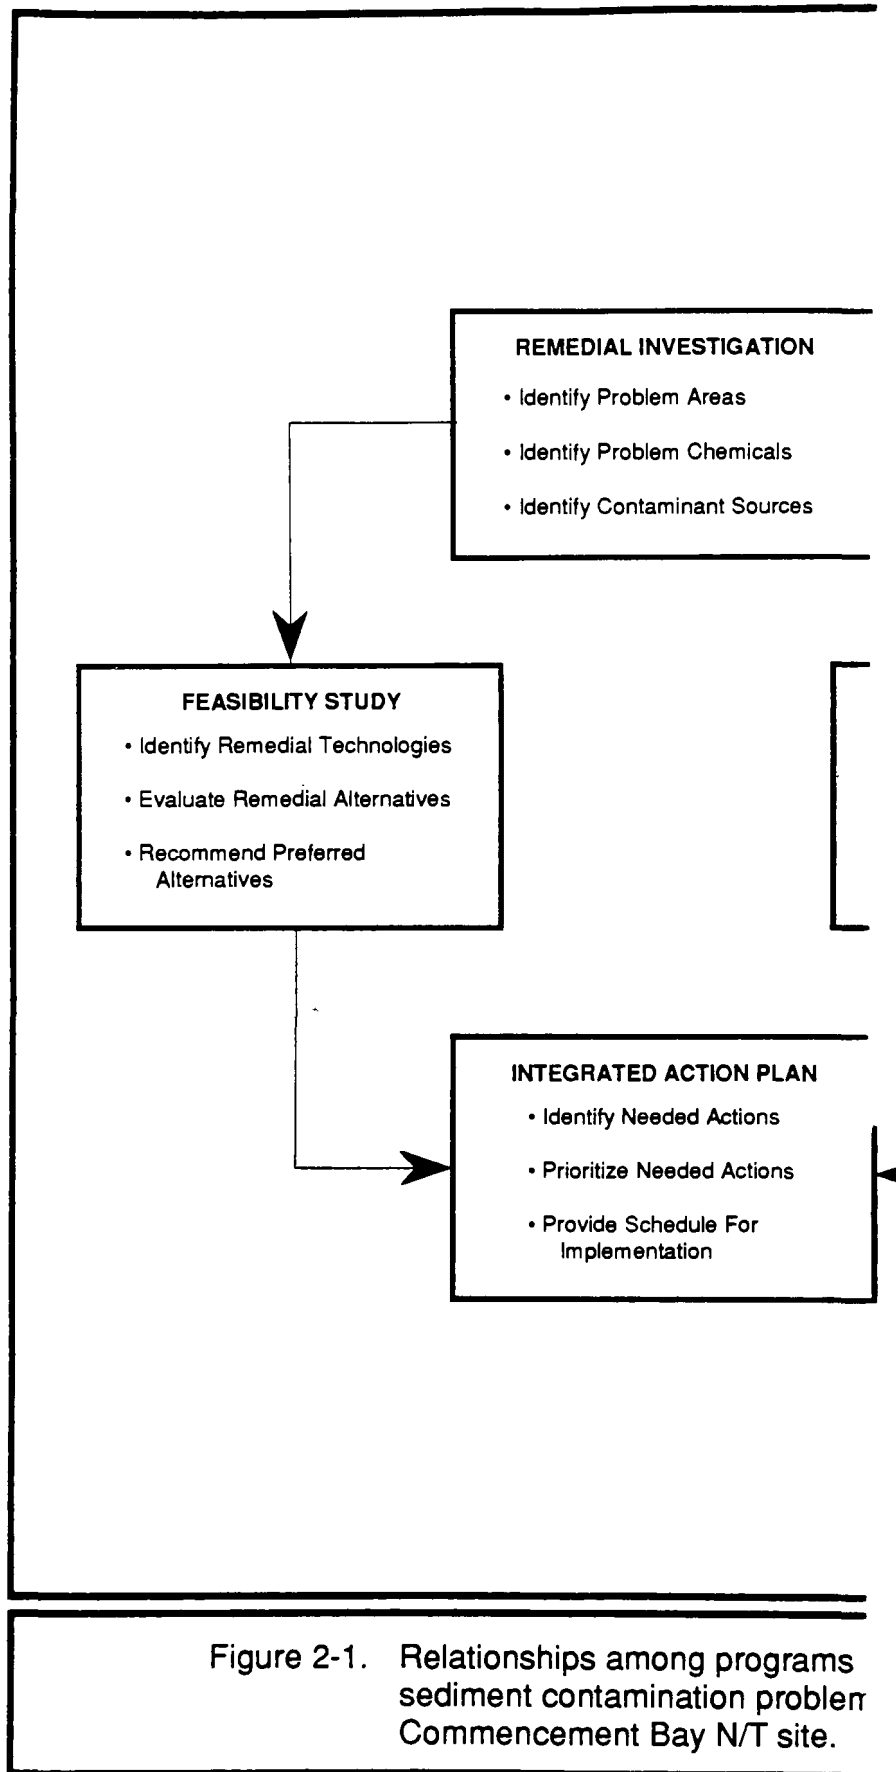 REMEDIAL INVESTIGATION
• Identify Problem Areas
• Identify Problem Chemicals
• Identify Contaminant Sources
FEASIBILITY STUDY
• Identify Remedial Technologies
• Evaluate Remedial Alternatives
• Recommend Preferred
Alternatives
INTEGRATED ACTION PLAN
• Identify Needed Actions
• Prioritize Needed Actions
• Provide Schedule For
Implementation
Figure 2-1. Relationships among programs
sediment contamination
Commencement Bay N/T site.